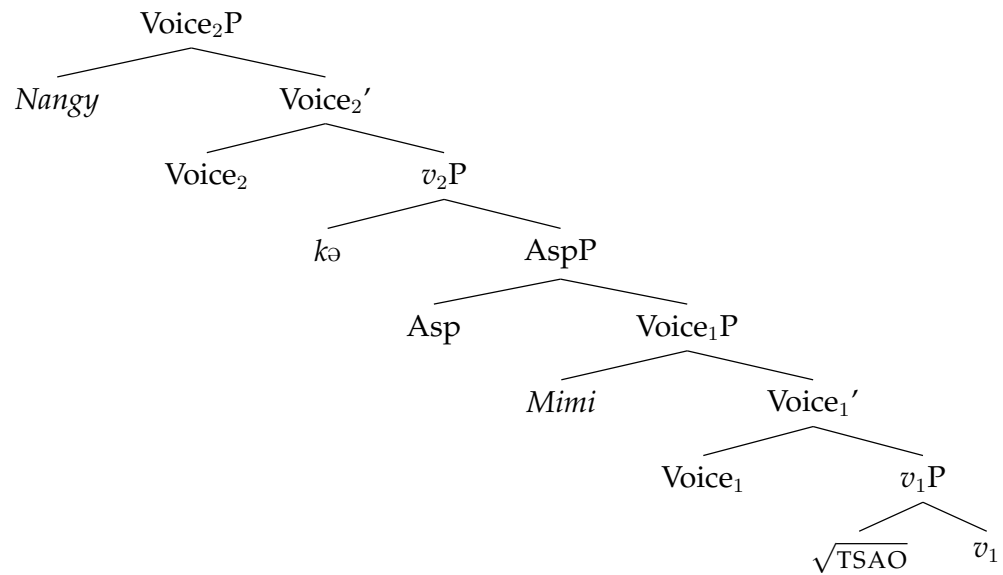 Voice₂P
Nangy Voice₂'
Voice₂ v₂P
kə AspP
Asp Voice₁P
Mimi Voice₁'
Voice₁ v₁P
√TSAO v₁